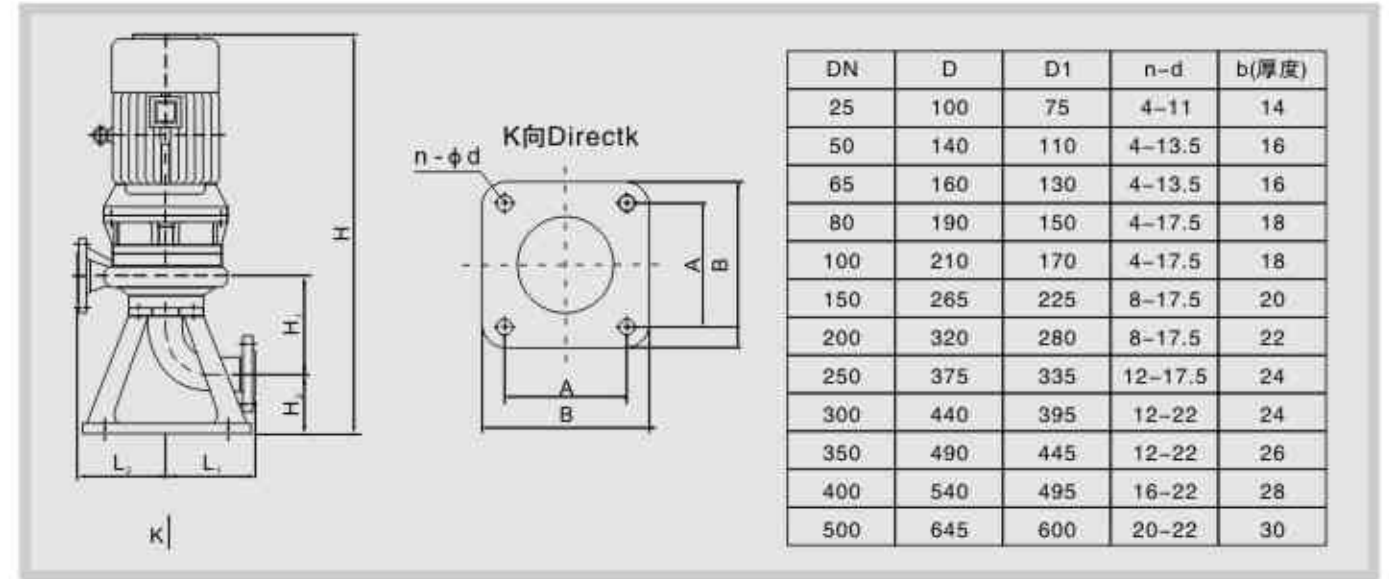 H
H₁
H₂
L₂ L₁
K
K向Directk
n-ϕd
A
B
A
B
DN D D1 n-d b(厚度)
25 100 75 4-11 14
50 140 110 4-13.5 16
65 160 130 4-13.5 16
80 190 150 4-17.5 18
100 210 170 4-17.5 18
150 265 225 8-17.5 20
200 320 280 8-17.5 22
250 375 335 12-17.5 24
300 440 395 12-22 24
350 490 445 12-22 26
400 540 495 16-22 28
500 645 600 20-22 30